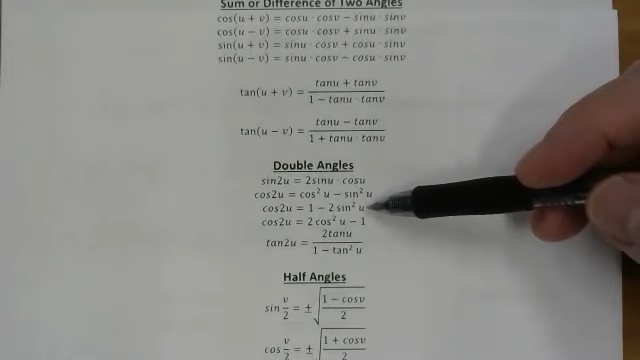 Sum or Difference of Two Angles
cos(u + v) = cosu · cosv − sinu · sinv
cos(u − v) = cosu · cosv + sinu · sinv
sin(u + v) = sinu · cosv + cosu · sinv
sin(u − v) = sinu · cosv − cosu · sinv
tan(u + v) = (tanu + tanv) / (1 − tanu · tanv)
tan(u − v) = (tanu − tanv) / (1 + tanu · tanv)
Double Angles
sin2u = 2sinu · cosu
cos2u = cos² u − sin² u
cos2u = 1 − 2 sin² u
cos2u = 2 cos² u − 1
tan2u = 2tanu / (1 − tan² u)
Half Angles
sin v/2 = ± √((1 − cosv) / 2)
cos v/2 = ± √((1 + cosv) / 2)